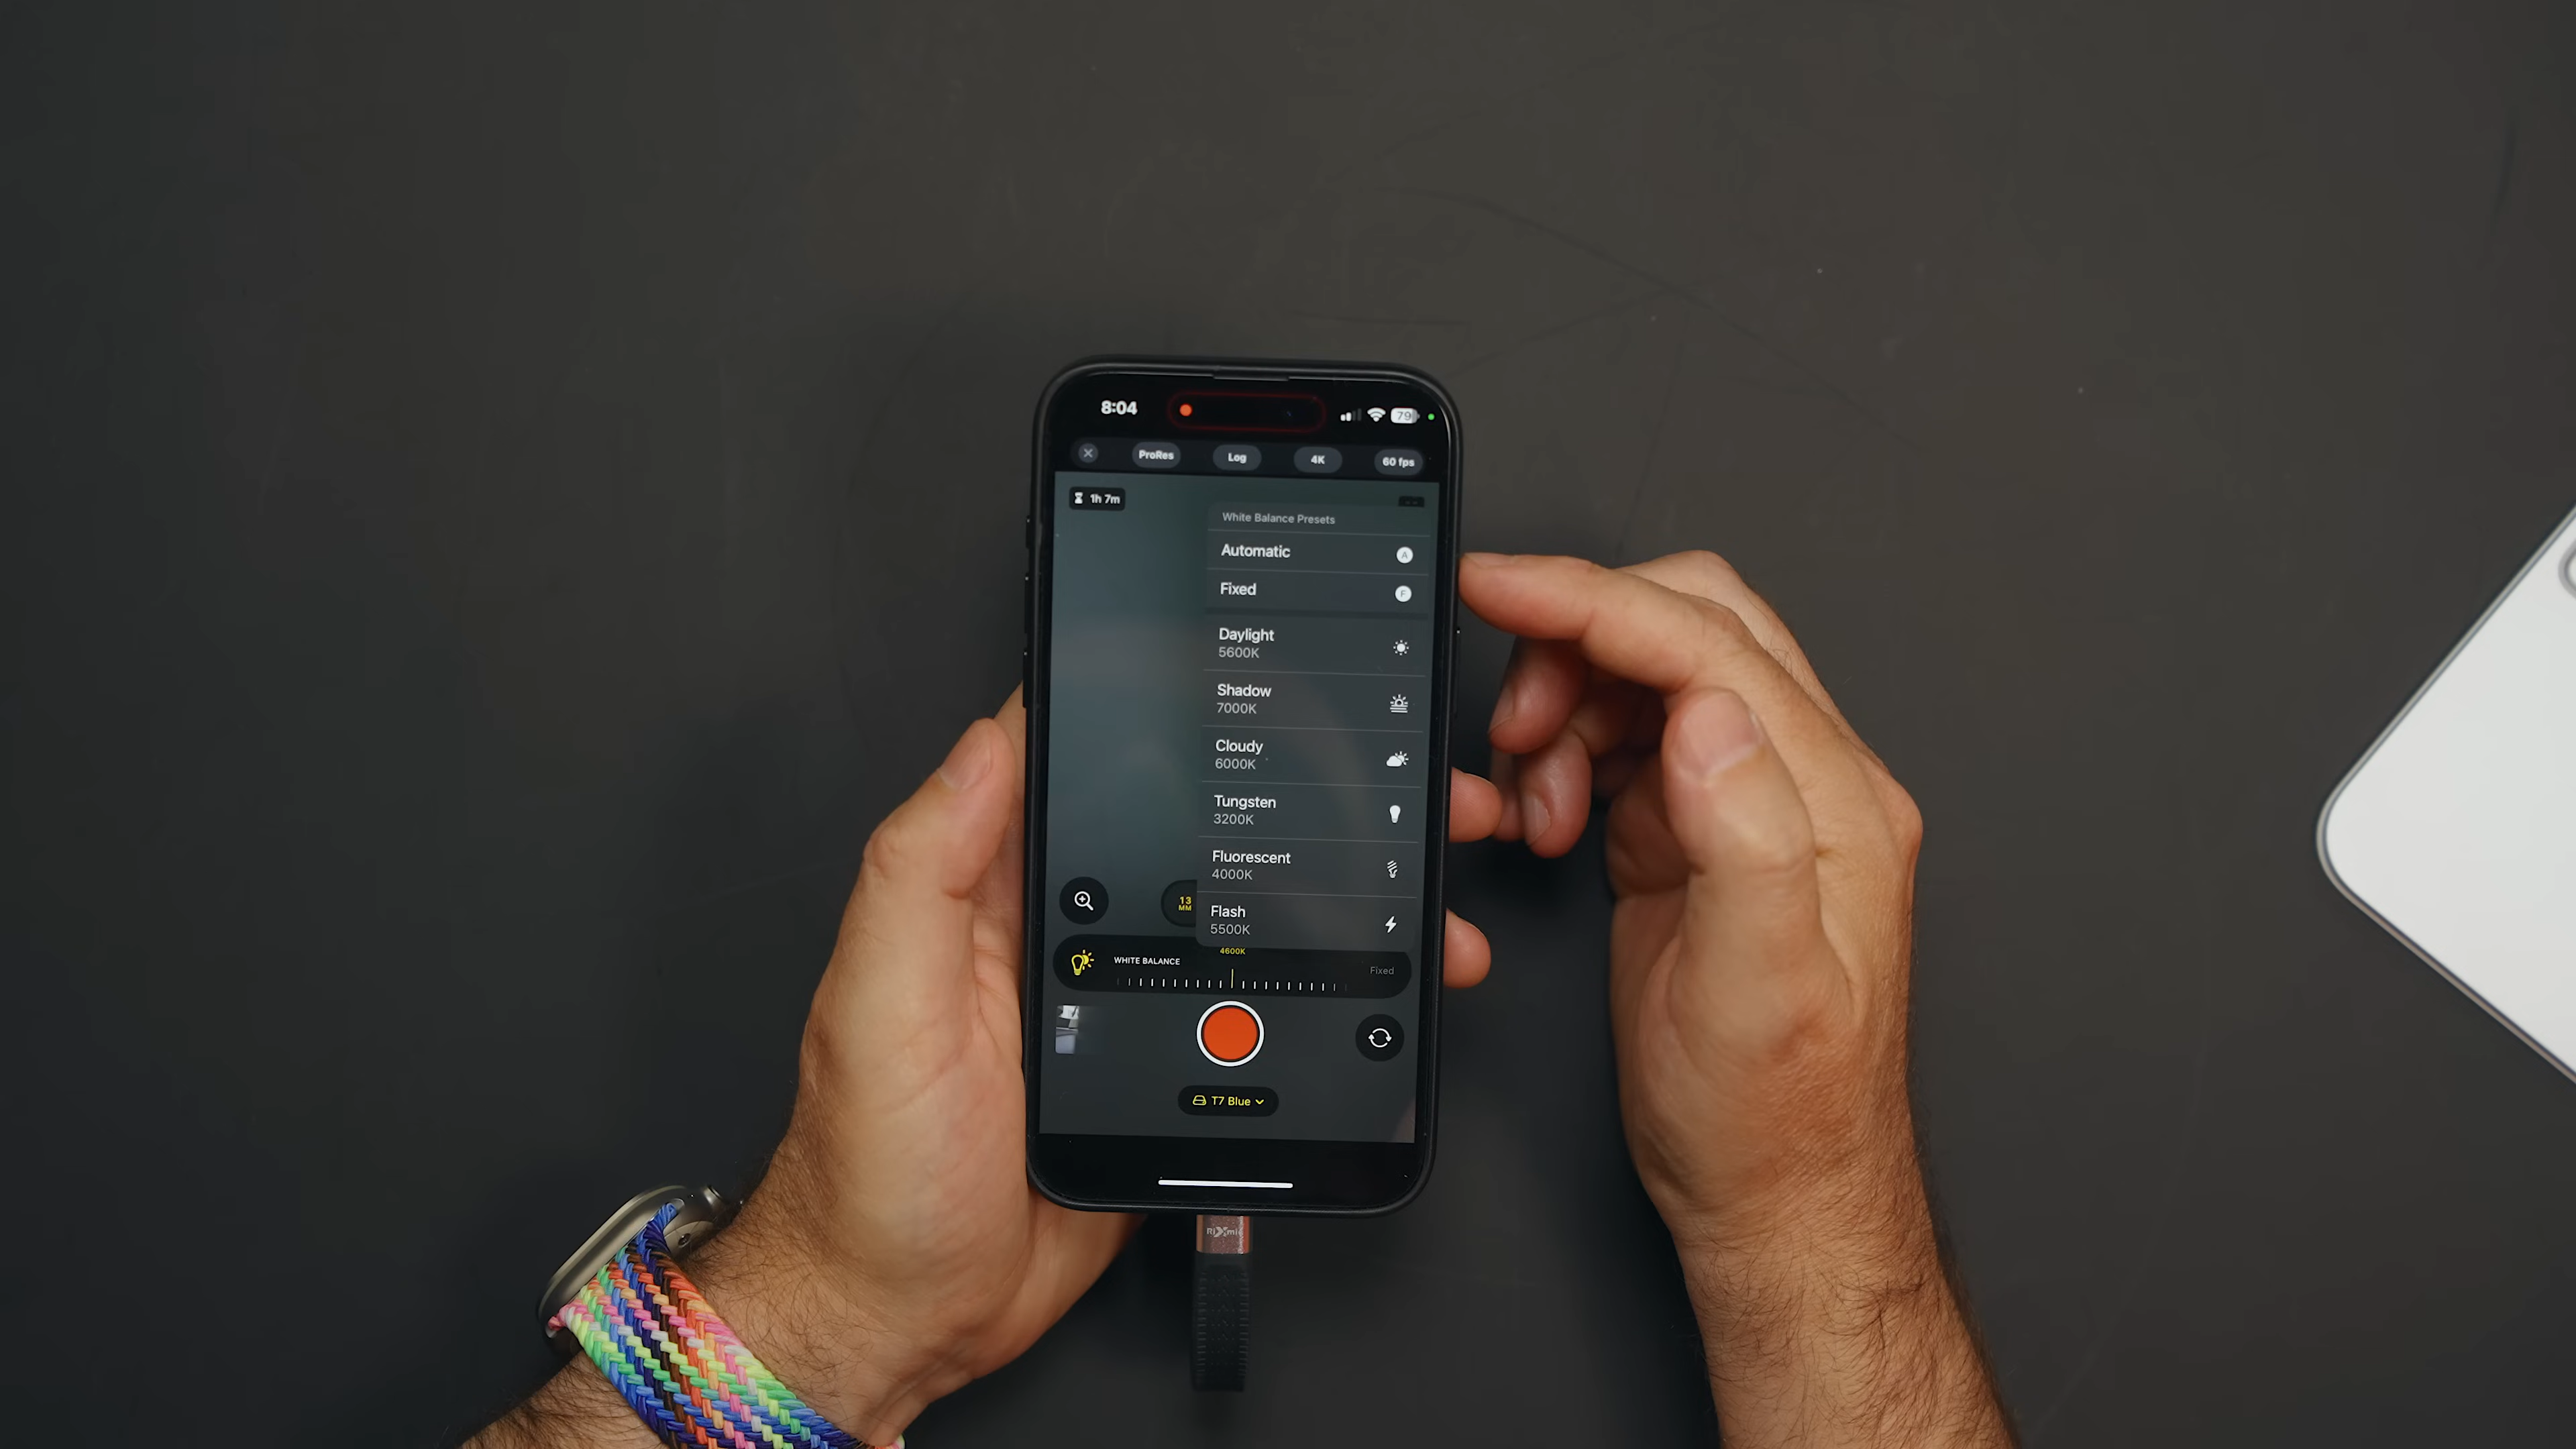 8:04
79
ProRes
Log
4K
60 fps
1h 7m
White Balance Presets
Automatic
A
Fixed
F
Daylight
5600K
Shadow
7000K
Cloudy
6000K
Tungsten
3200K
Fluorescent
4000K
Flash
5500K
13
MM
4600K
WHITE BALANCE
Fixed
T7 Blue